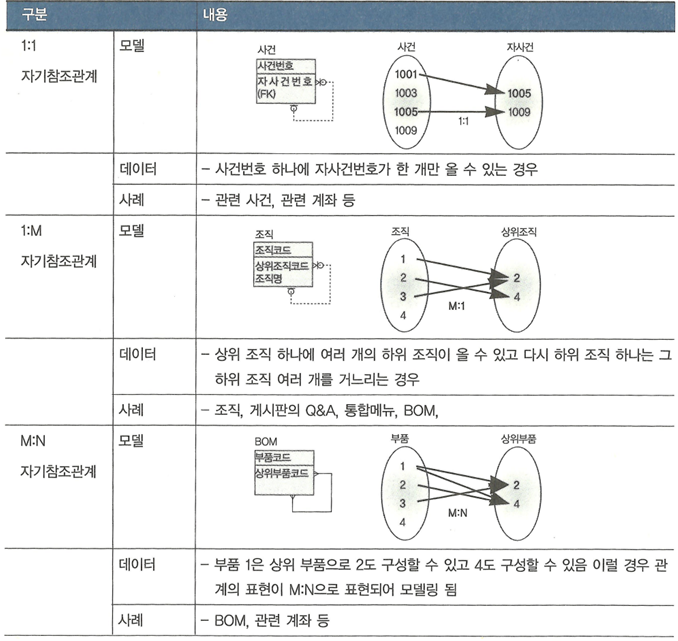 구분 내용
1:1 모델
자기참조관계
사건
사건번호
자사건번호
(FK)
사건 자사건
1001
1003
1005
1009
1005
1009
1:1
데이터 – 사건번호 하나에 자사건번호가 한 개만 올 수 있는 경우
사례 – 관련 사건, 관련 계좌 등
1:M 모델
자기참조관계
조직
조직코드
상위조직코드
조직명
조직 상위조직
1
2
3
4
2
4
M:1
데이터 – 상위 조직 하나에 여러 개의 하위 조직이 올 수 있고 다시 하위 조직 하나는 그
하위 조직 여러 개를 거느리는 경우
사례 – 조직, 게시판의 Q&A, 통합메뉴, BOM,
M:N 모델
자기참조관계
BOM
부품코드
상위부품코드
부품 상위부품
1
2
3
4
2
4
M:N
데이터 – 부품 1은 상위 부품으로 2도 구성할 수 있고 4도 구성할 수 있음 이럴 경우 관
계의 표현이 M:N으로 표현되어 모델링 됨
사례 – BOM, 관련 계좌 등